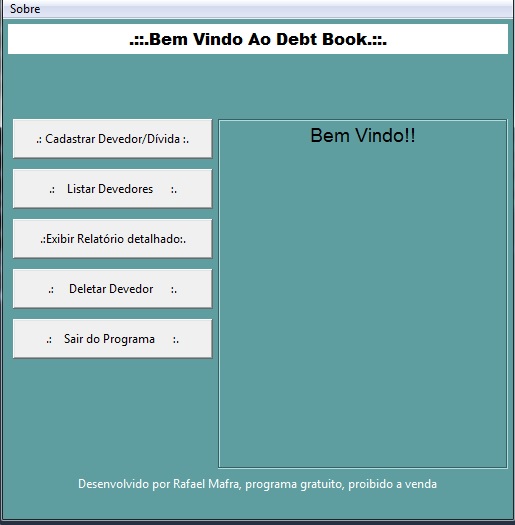 Sobre
.::.Bem Vindo Ao Debt Book.::.
.: Cadastrar Devedor/Dívida :.
Bem Vindo!!
.: Listar Devedores :.
.:Exibir Relatório detalhado:.
.: Deletar Devedor :.
.: Sair do Programa :.
Desenvolvido por Rafael Mafra, programa gratuito, proibido a venda